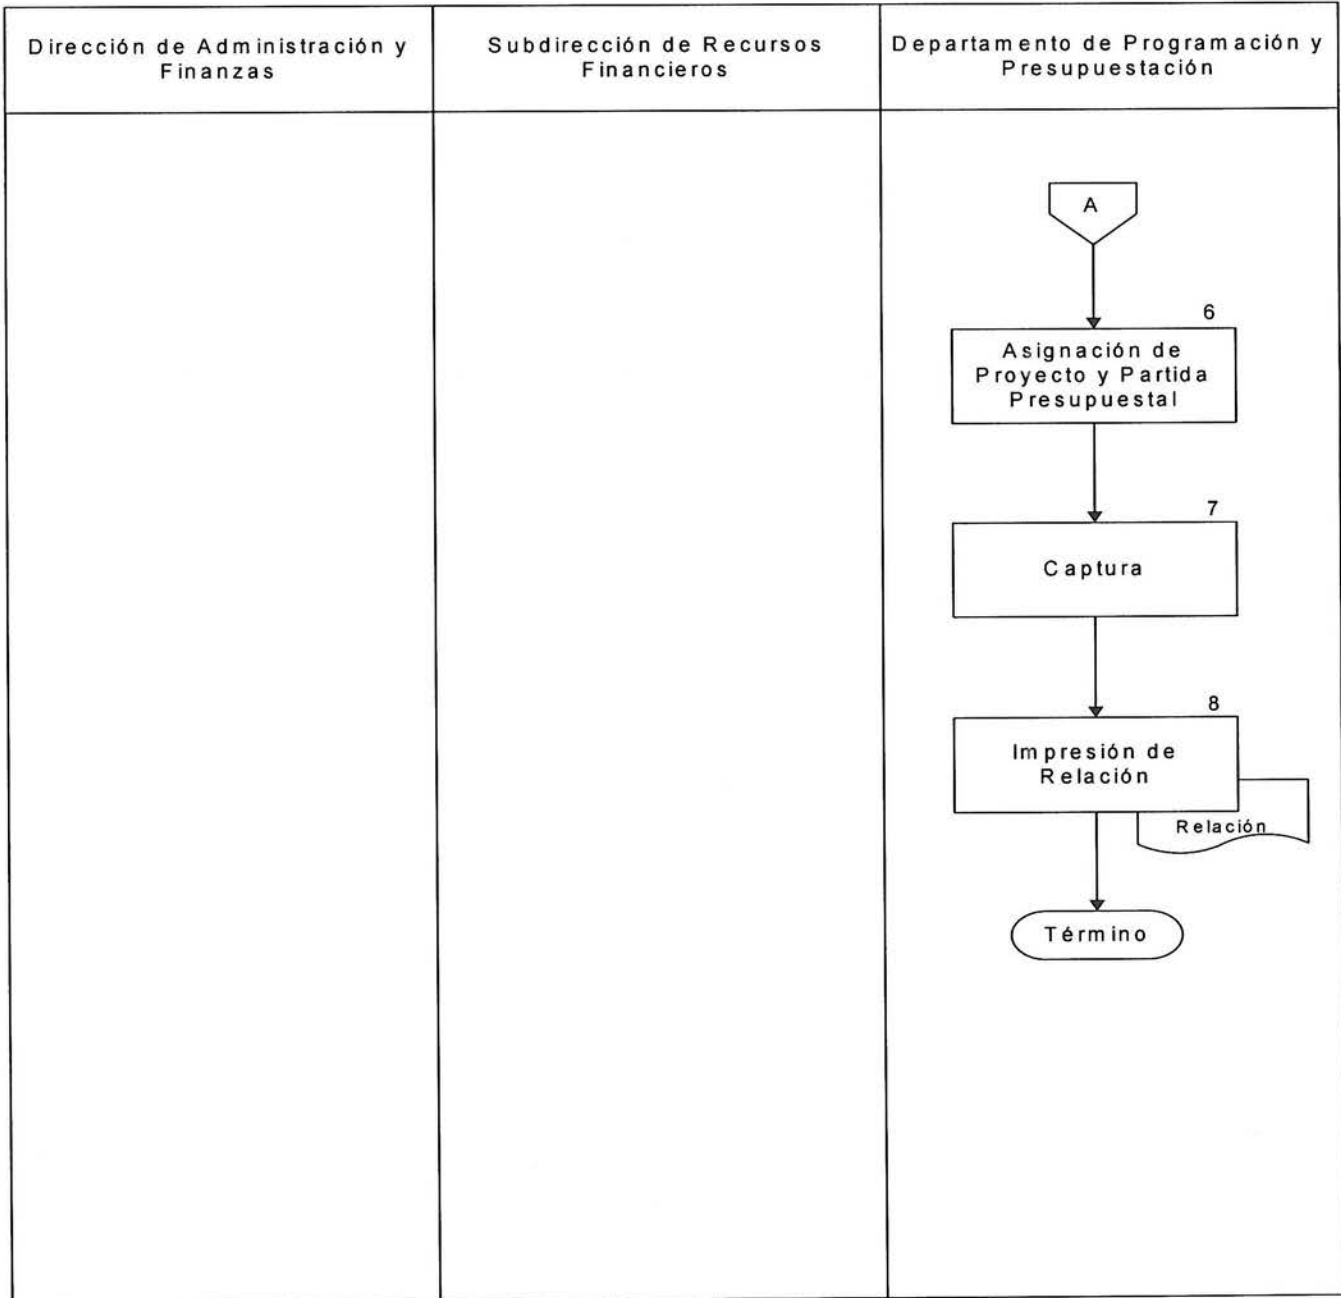 Dirección de Administración y
Finanzas
Subdirección de Recursos
Financieros
Departamento de Programación y
Presupuestación
A
6
Asignación de
Proyecto y Partida
Presupuestal
7
Captura
8
Impresión de
Relación
Relación
Término